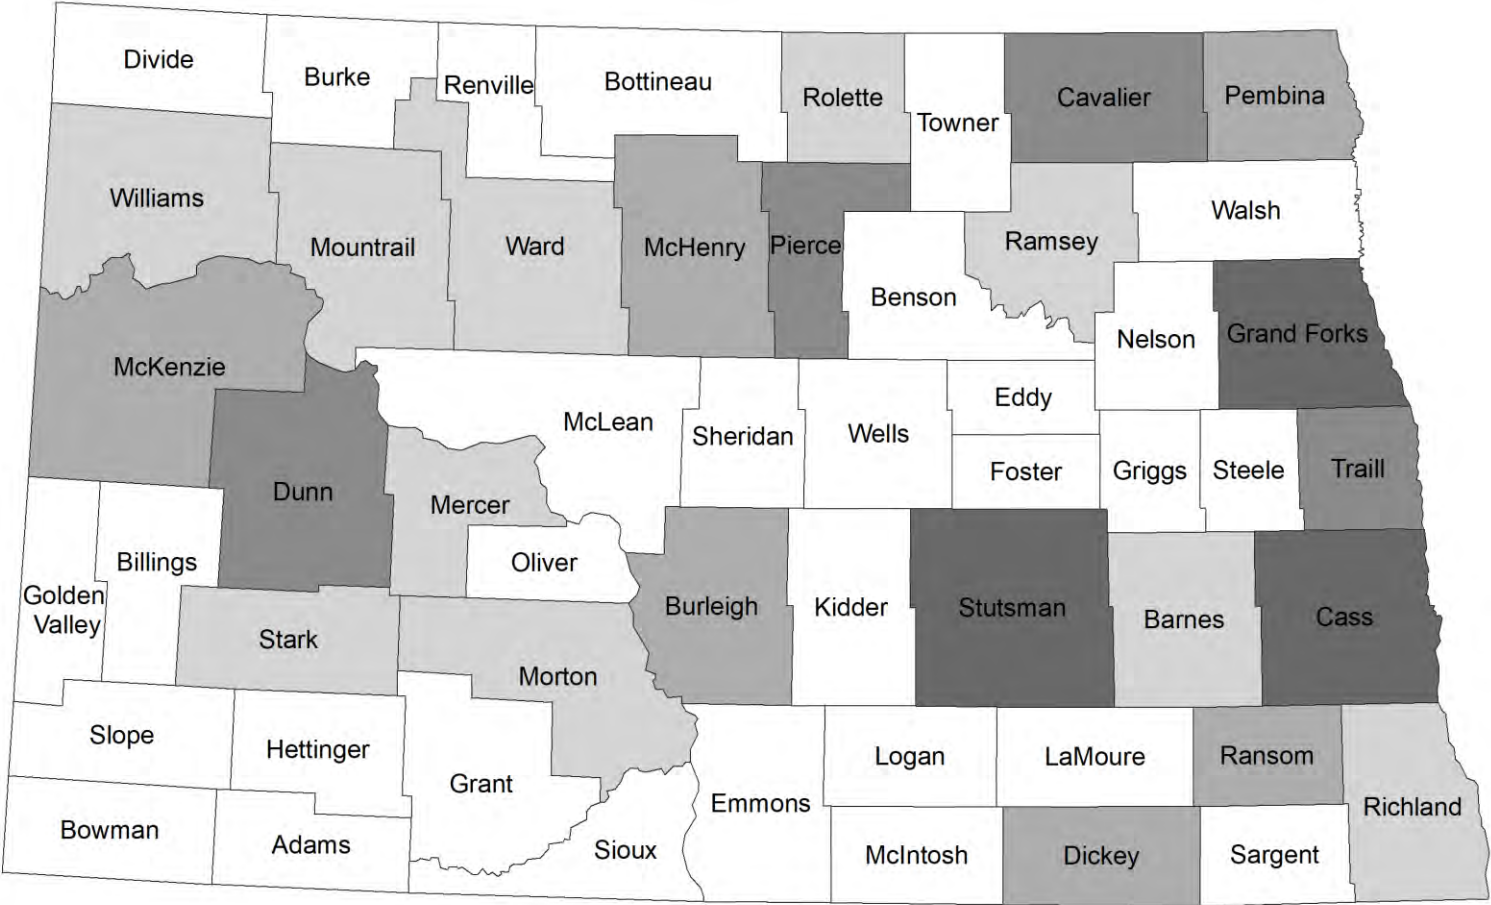 Divide
Burke
Renville
Bottineau
Rolette
Towner
Cavalier
Pembina
Williams
Mountrail
Ward
McHenry
Pierce
Benson
Ramsey
Walsh
McKenzie
McLean
Sheridan
Wells
Eddy
Foster
Nelson
Grand Forks
Griggs
Steele
Traill
Dunn
Mercer
Oliver
Billings
Golden
Valley
Stark
Morton
Burleigh
Kidder
Stutsman
Barnes
Cass
Slope
Hettinger
Grant
Emmons
Logan
LaMoure
Ransom
Richland
Bowman
Adams
Sioux
McIntosh
Dickey
Sargent